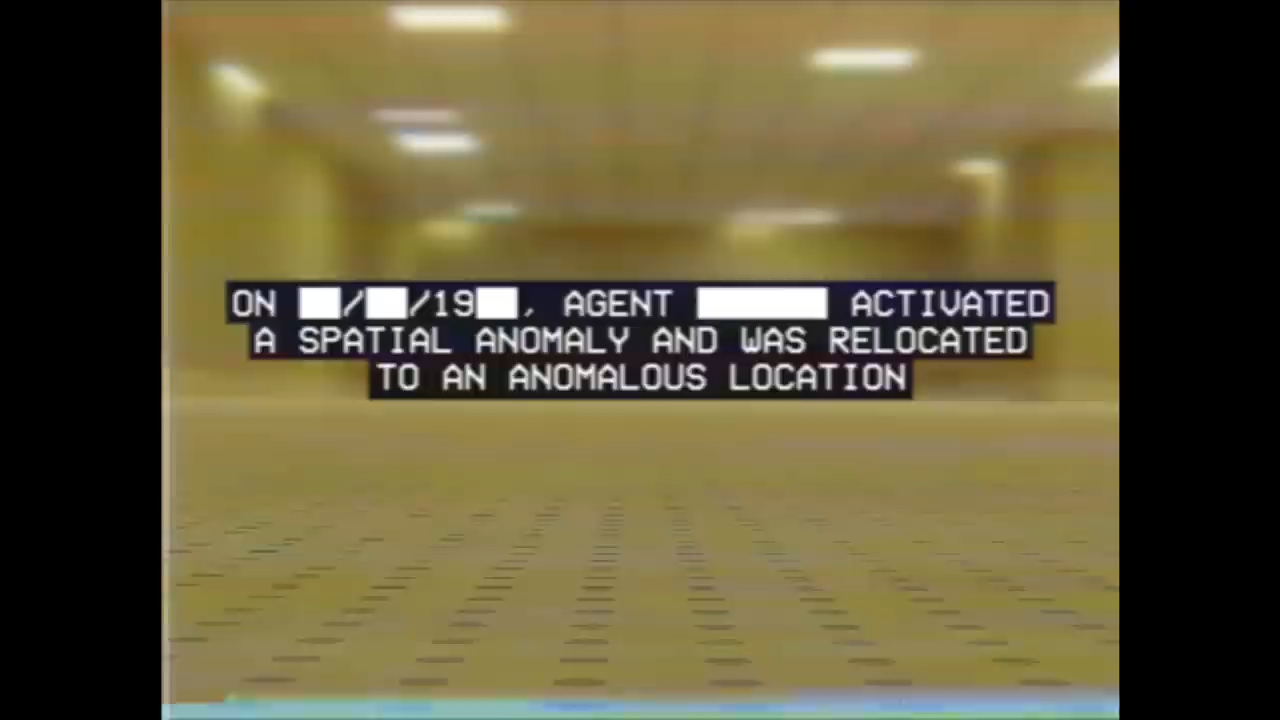 ON ██/██/19██, AGENT ██████ ACTIVATED
A SPATIAL ANOMALY AND WAS RELOCATED
TO AN ANOMALOUS LOCATION